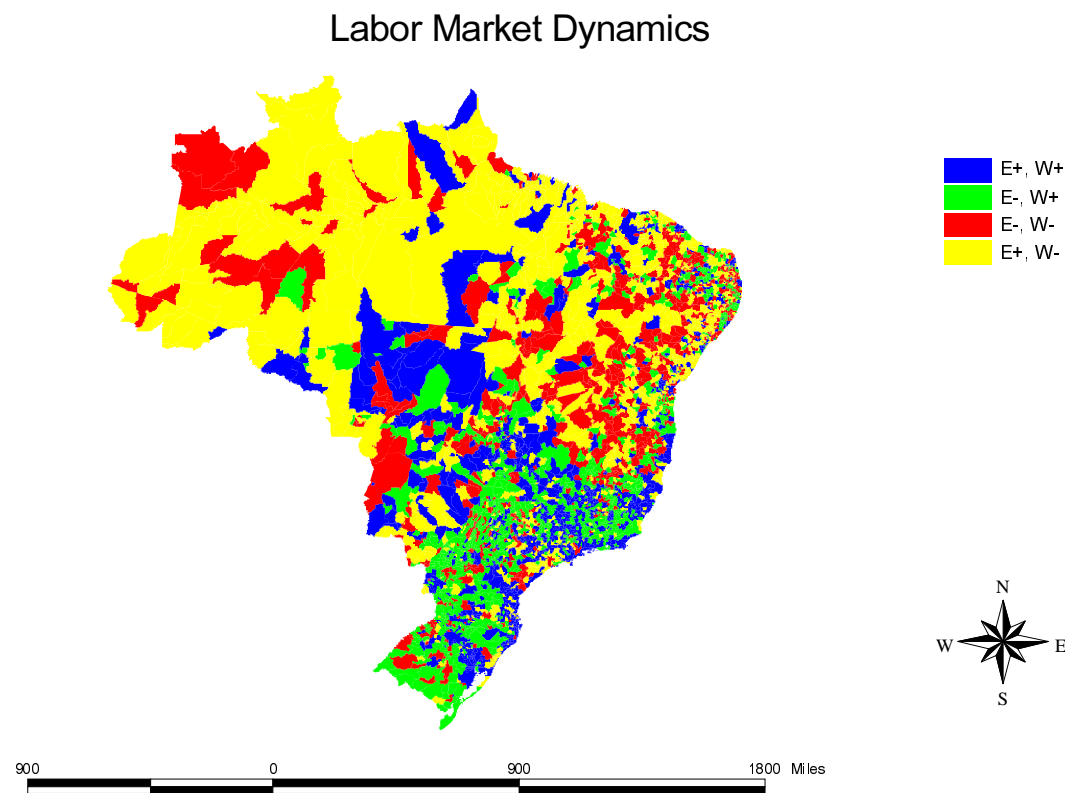 Labor Market Dynamics
E+, W+
E-, W+
E-, W-
E+, W-
N
W E
S
900 0 900 1800 Miles